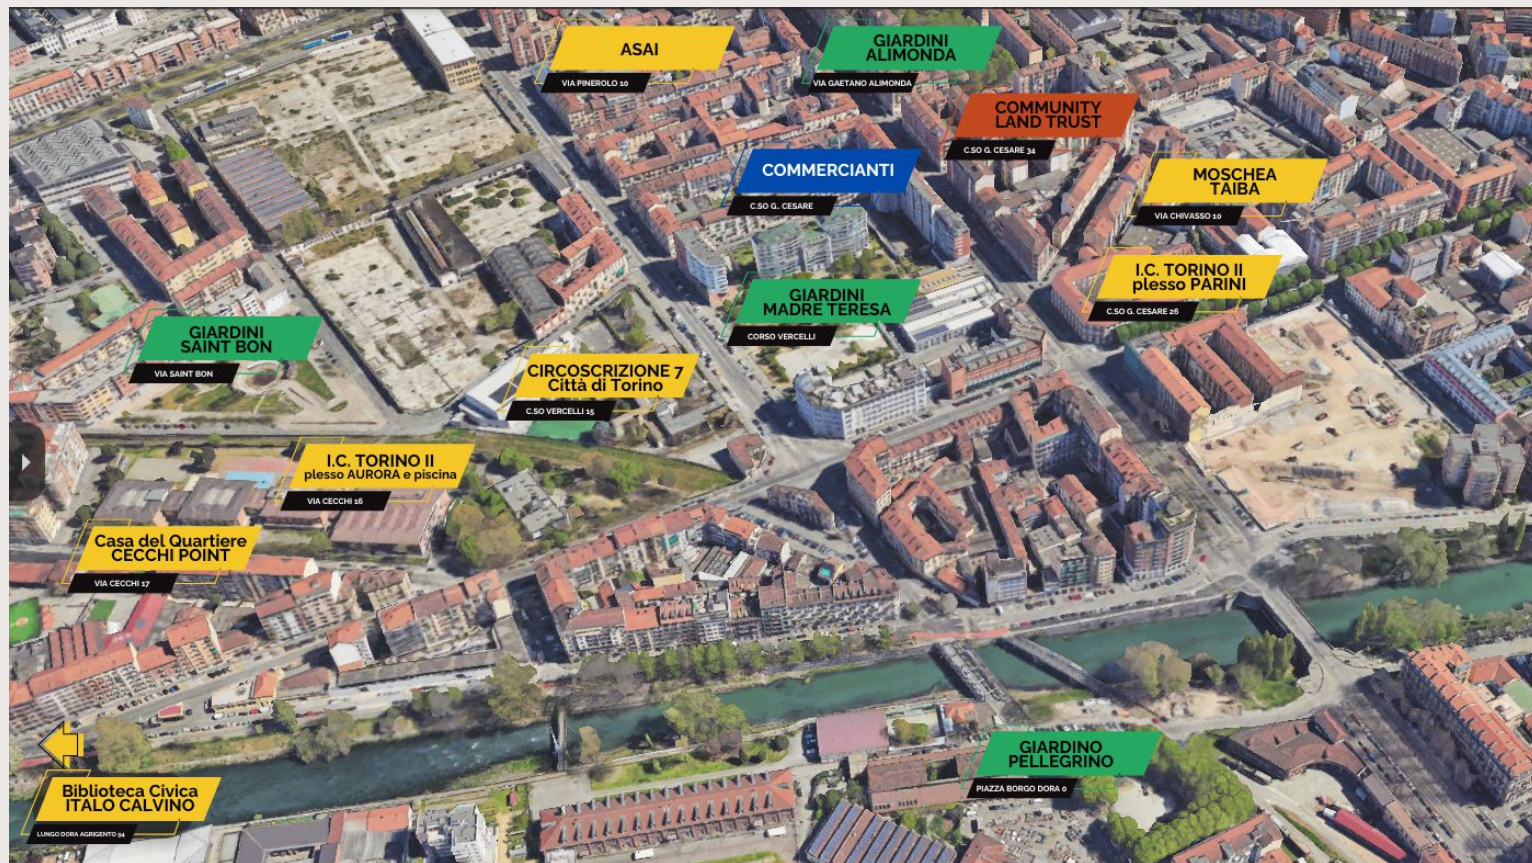 ASAI
VIA PINEROLO 10
GIARDINI
ALIMONDA
VIA GAETANO ALIMONDA
COMMUNITY
LAND TRUST
C.SO G. CESARE 34
COMMERCIANTI
C.SO G.. CESARE
MOSCHEA
TAIBA
VIA CHIVASSO 10
I.C. TORINO II
plesso PARINI
C.SO G. CESARE 26
GIARDINI
MADRE TERESA
CORSO VERCELLI
GIARDINI
SAINT BON
VIA SAINT BON
CIRCOSCRIZIONE 7
Città di Torino
C.SO VERCELLI 15
I.C. TORINO II
plesso AURORA e piscina
VIA CECCHI 16
Casa del Quartiere
CECCHI POINT
VIA CECCHI 17
GIARDINO
PELLEGRINO
PIAZZA BORGO DORA 0
Biblioteca Civica
ITALO CALVINO
LUNGO DORA AGRIGENTO 94